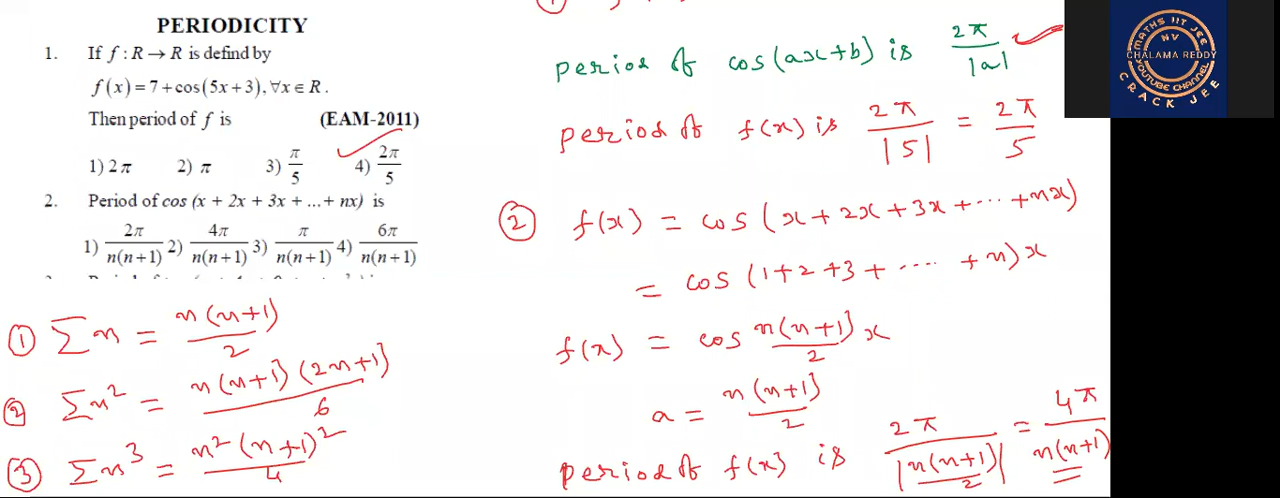 PERIODICITY
1. If f : R → R is defind by
f(x) = 7 + cos(5x + 3), ∀x ∈ R.
Then period of f is (EAM-2011)
1) 2π 2) π 3) π/5 4) 2π/5
2. Period of cos (x + 2x + 3x + ...+ nx) is
1) 2π/n(n+1) 2) 4π/n(n+1) 3) π/n(n+1) 4) 6π/n(n+1)
① Σn = n(n+1)/2
② Σn² = n(n+1)(2n+1)/6
③ Σn³ = n²(n+1)²/4
period of cos(ax+b) is 2π/|a|
period of f(x) is 2π/|5| = 2π/5
② f(x) = cos(x+2x+3x+⋯+nx)
= cos(1+2+3+⋯⋯+n)x
f(x) = cos n(n+1)/2 x
a = n(n+1)/2
period of f(x) is 2π/|n(n+1)/2| = 4π/n(n+1)
MATHS IIT JEE
NV
CHALAMA REDDY
YOUTUBE CHANNEL
CRACK JEE